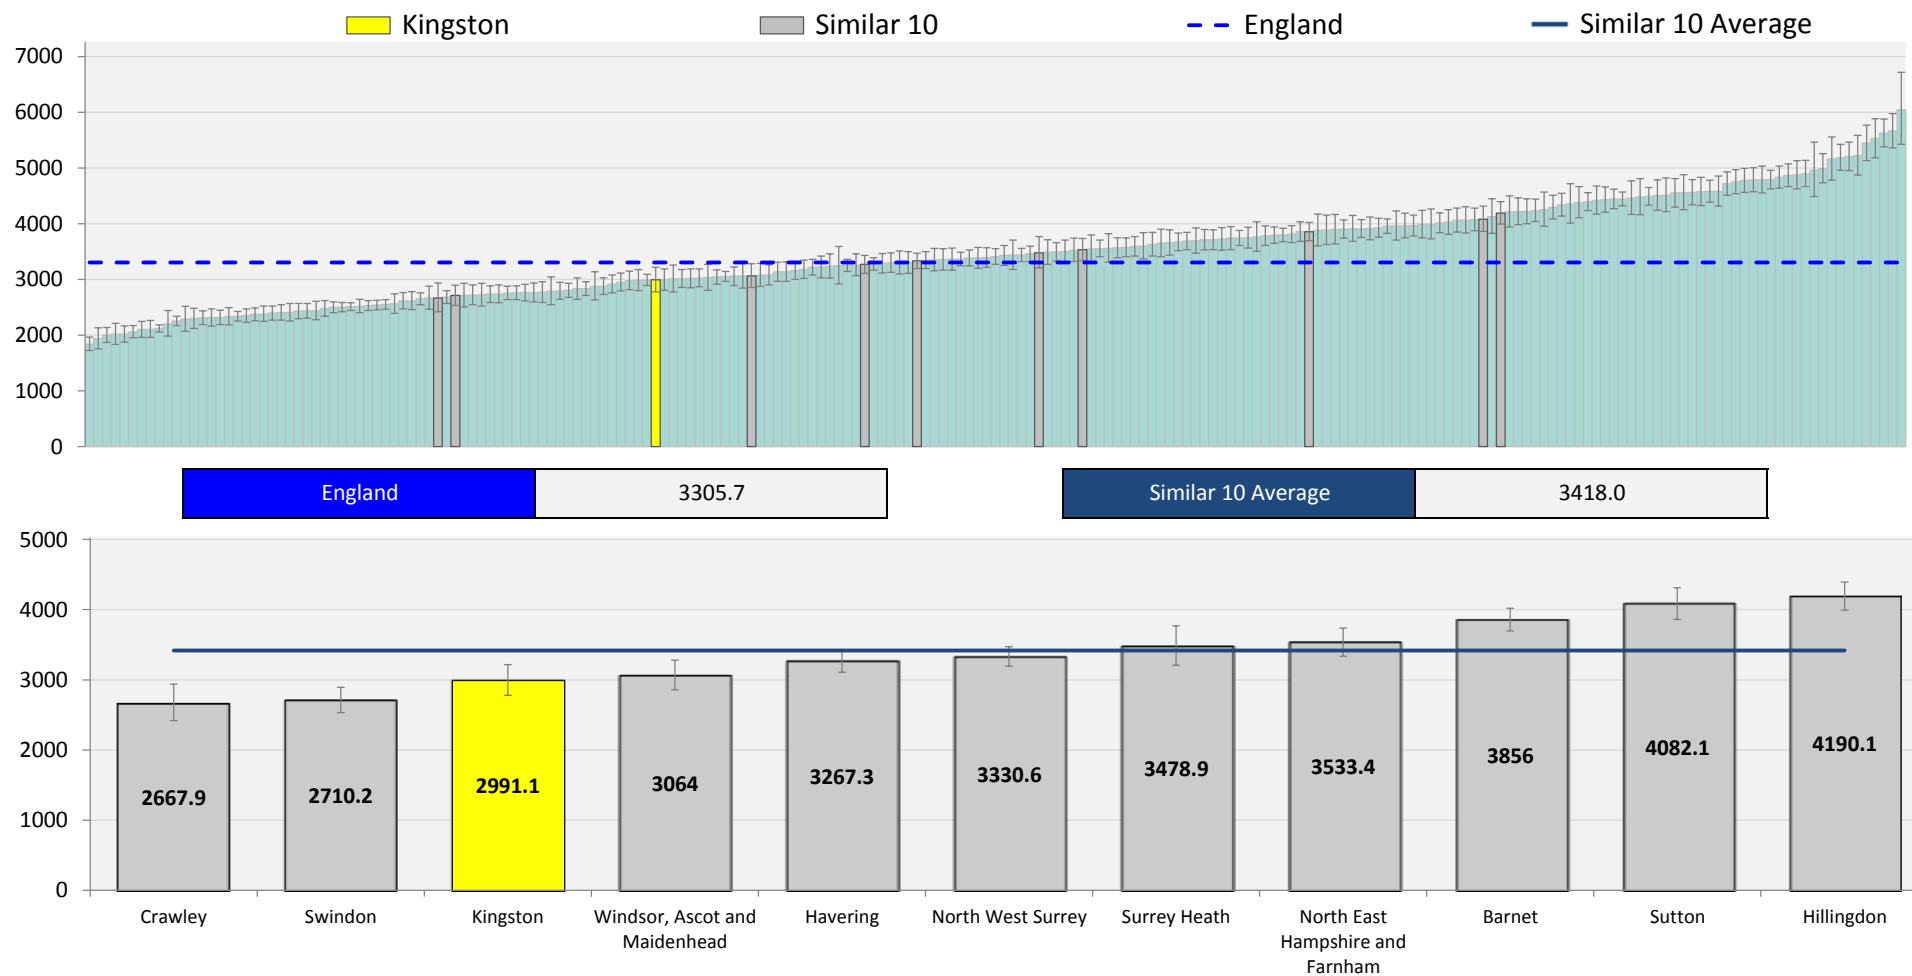 Kingston
Similar 10
England
Similar 10 Average
7000
6000
5000
4000
3000
2000
1000
0
England 3305.7
Similar 10 Average 3418.0
5000
4000
3000
2000
1000
0
2667.9
2710.2
2991.1
3064
3267.3
3330.6
3478.9
3533.4
3856
4082.1
4190.1
Crawley
Swindon
Kingston
Windsor, Ascot and
Maidenhead
Havering
North West Surrey
Surrey Heath
North East
Hampshire and
Farnham
Barnet
Sutton
Hillingdon